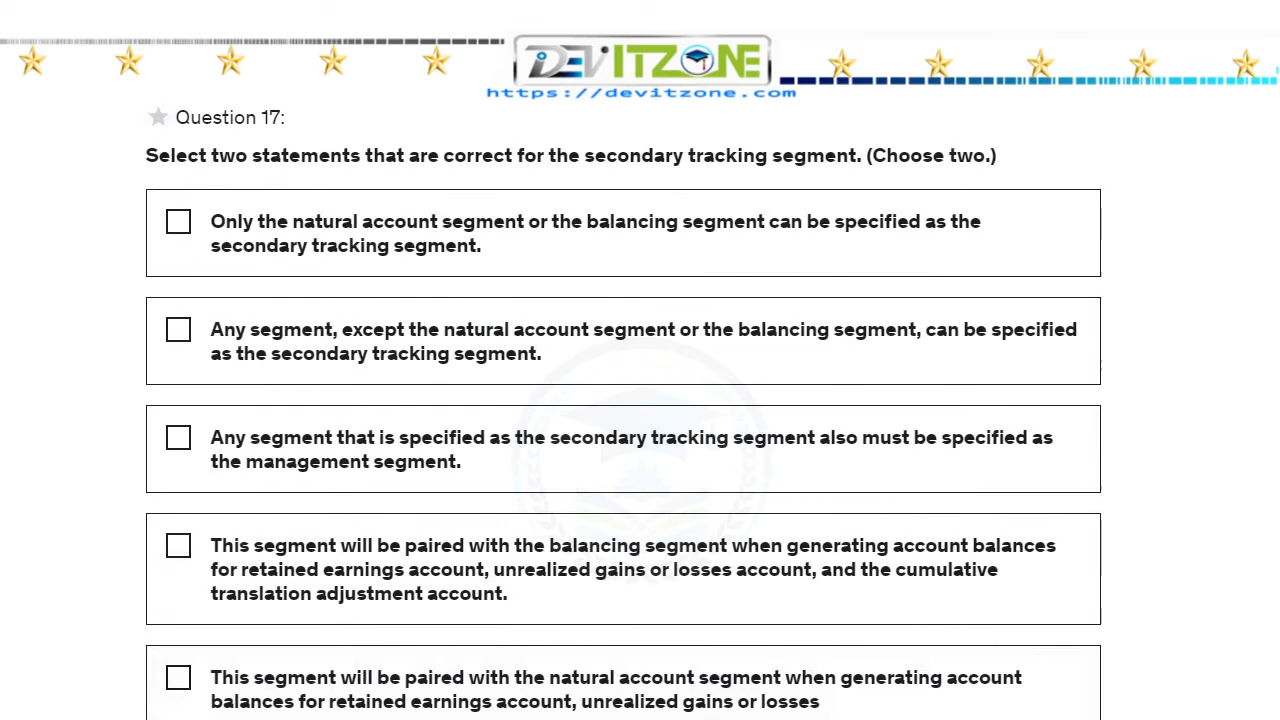 DEVITZONE
https://devitzone.com
Question 17:
Select two statements that are correct for the secondary tracking segment. (Choose two.)
Only the natural account segment or the balancing segment can be specified as the
secondary tracking segment.
Any segment, except the natural account segment or the balancing segment, can be specified
as the secondary tracking segment.
Any segment that is specified as the secondary tracking segment also must be specified as
the management segment.
This segment will be paired with the balancing segment when generating account balances
for retained earnings account, unrealized gains or losses account, and the cumulative
translation adjustment account.
This segment will be paired with the natural account segment when generating account
balances for retained earnings account, unrealized gains or losses